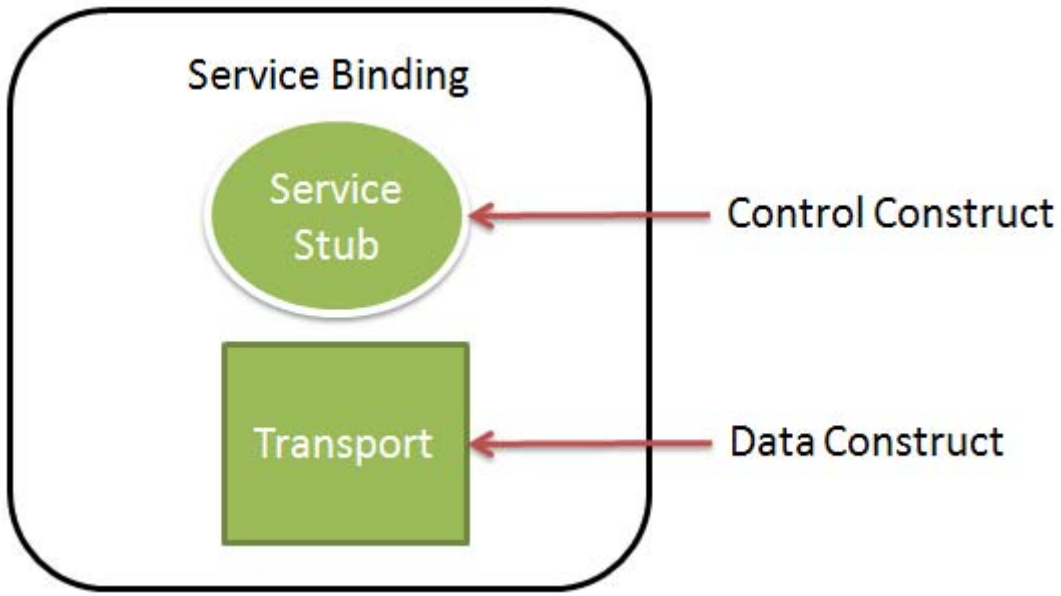 Service Binding
Service
Stub
Control Construct
Transport
Data Construct